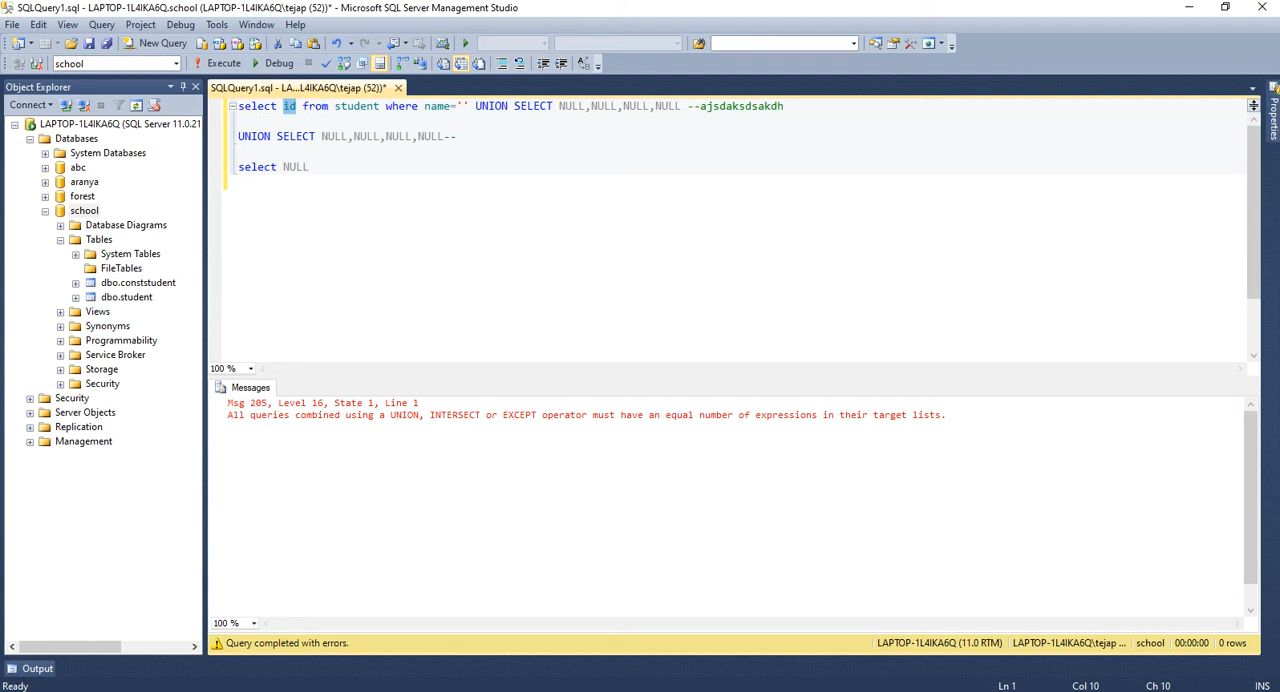 SQLQuery1.sql - LAPTOP-1L4IKA6Q.school (LAPTOP-1L4IKA6Q\tejap (52))* - Microsoft SQL Server Management Studio
File Edit View Query Project Debug Tools Window Help
New Query
school Execute Debug
Object Explorer
SQLQuery1.sql - LA...L4IKA6Q\tejap (52))*
Connect
LAPTOP-1L4IKA6Q (SQL Server 11.0.21
Databases
System Databases
abc
aranya
forest
school
Database Diagrams
Tables
System Tables
FileTables
dbo.conststudent
dbo.student
Views
Synonyms
Programmability
Service Broker
Storage
Security
Security
Server Objects
Replication
Management
select id from student where name='' UNION SELECT NULL,NULL,NULL,NULL --ajsdaksdsakdh
UNION SELECT NULL,NULL,NULL,NULL--
select NULL
100 %
Messages
Msg 205, Level 16, State 1, Line 1
All queries combined using a UNION, INTERSECT or EXCEPT operator must have an equal number of expressions in their target lists.
100 %
Query completed with errors. LAPTOP-1L4IKA6Q (11.0 RTM) LAPTOP-1L4IKA6Q\tejap ... school 00:00:00 0 rows
Properties
Output
Ready Ln 1 Col 10 Ch 10 INS